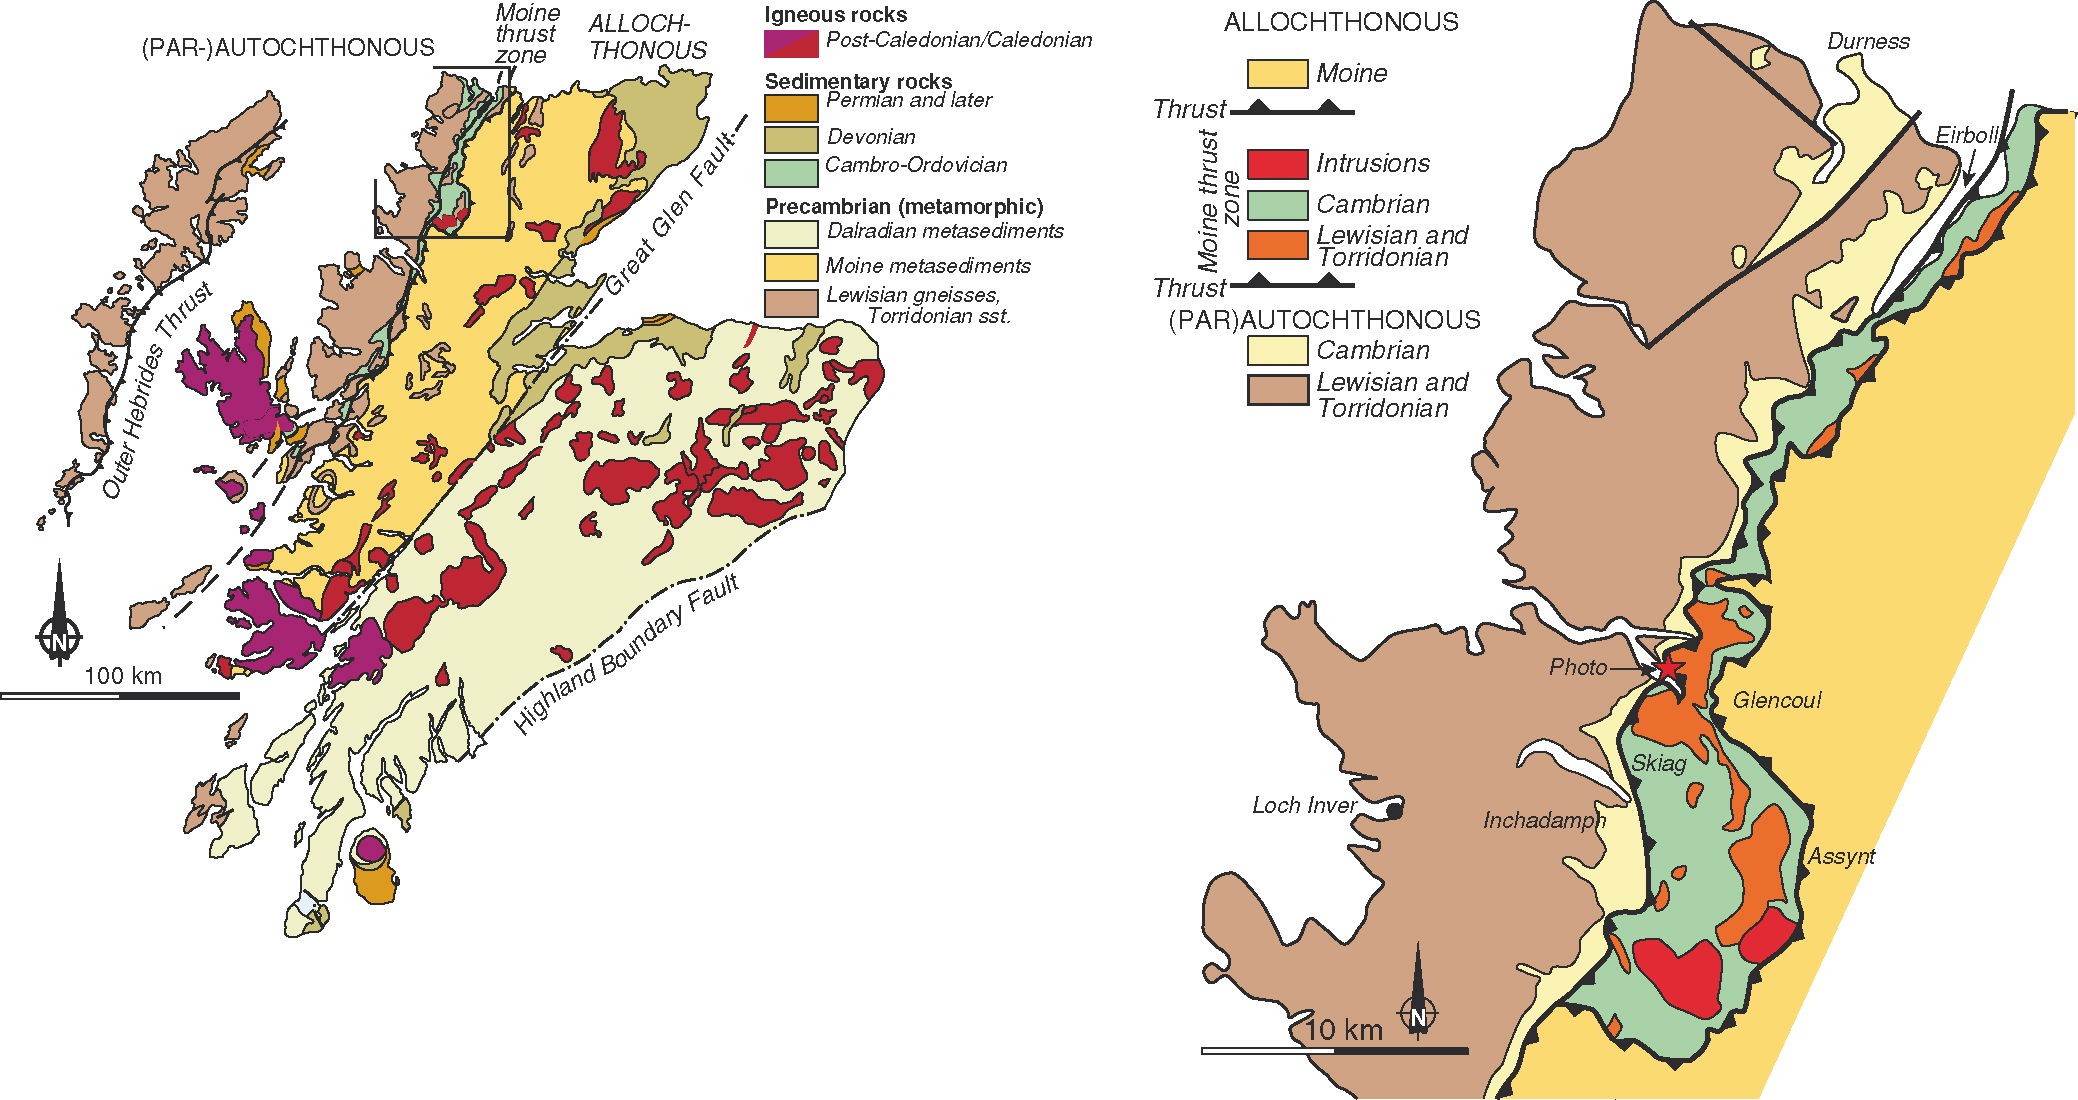 (PAR-)AUTOCHTHONOUS
Moine
thrust
zone
ALLOCH-
THONOUS
Igneous rocks
Post-Caledonian/Caledonian
Sedimentary rocks
Permian and later
Devonian
Cambro-Ordovician
Precambrian (metamorphic)
Dalradian metasediments
Moine metasediments
Lewisian gneisses,
Torridonian sst.
Great Glen Fault
Outer Hebrides Thrust
Highland Boundary Fault
N
100 km
ALLOCHTHONOUS
Moine
Thrust
Moine thrust
zone
Intrusions
Cambrian
Lewisian and
Torridonian
Thrust
(PAR)AUTOCHTHONOUS
Cambrian
Lewisian and
Torridonian
Durness
Eirboll
Photo
Glencoul
Skiag
Loch Inver
Inchadamph
Assynt
N
10 km